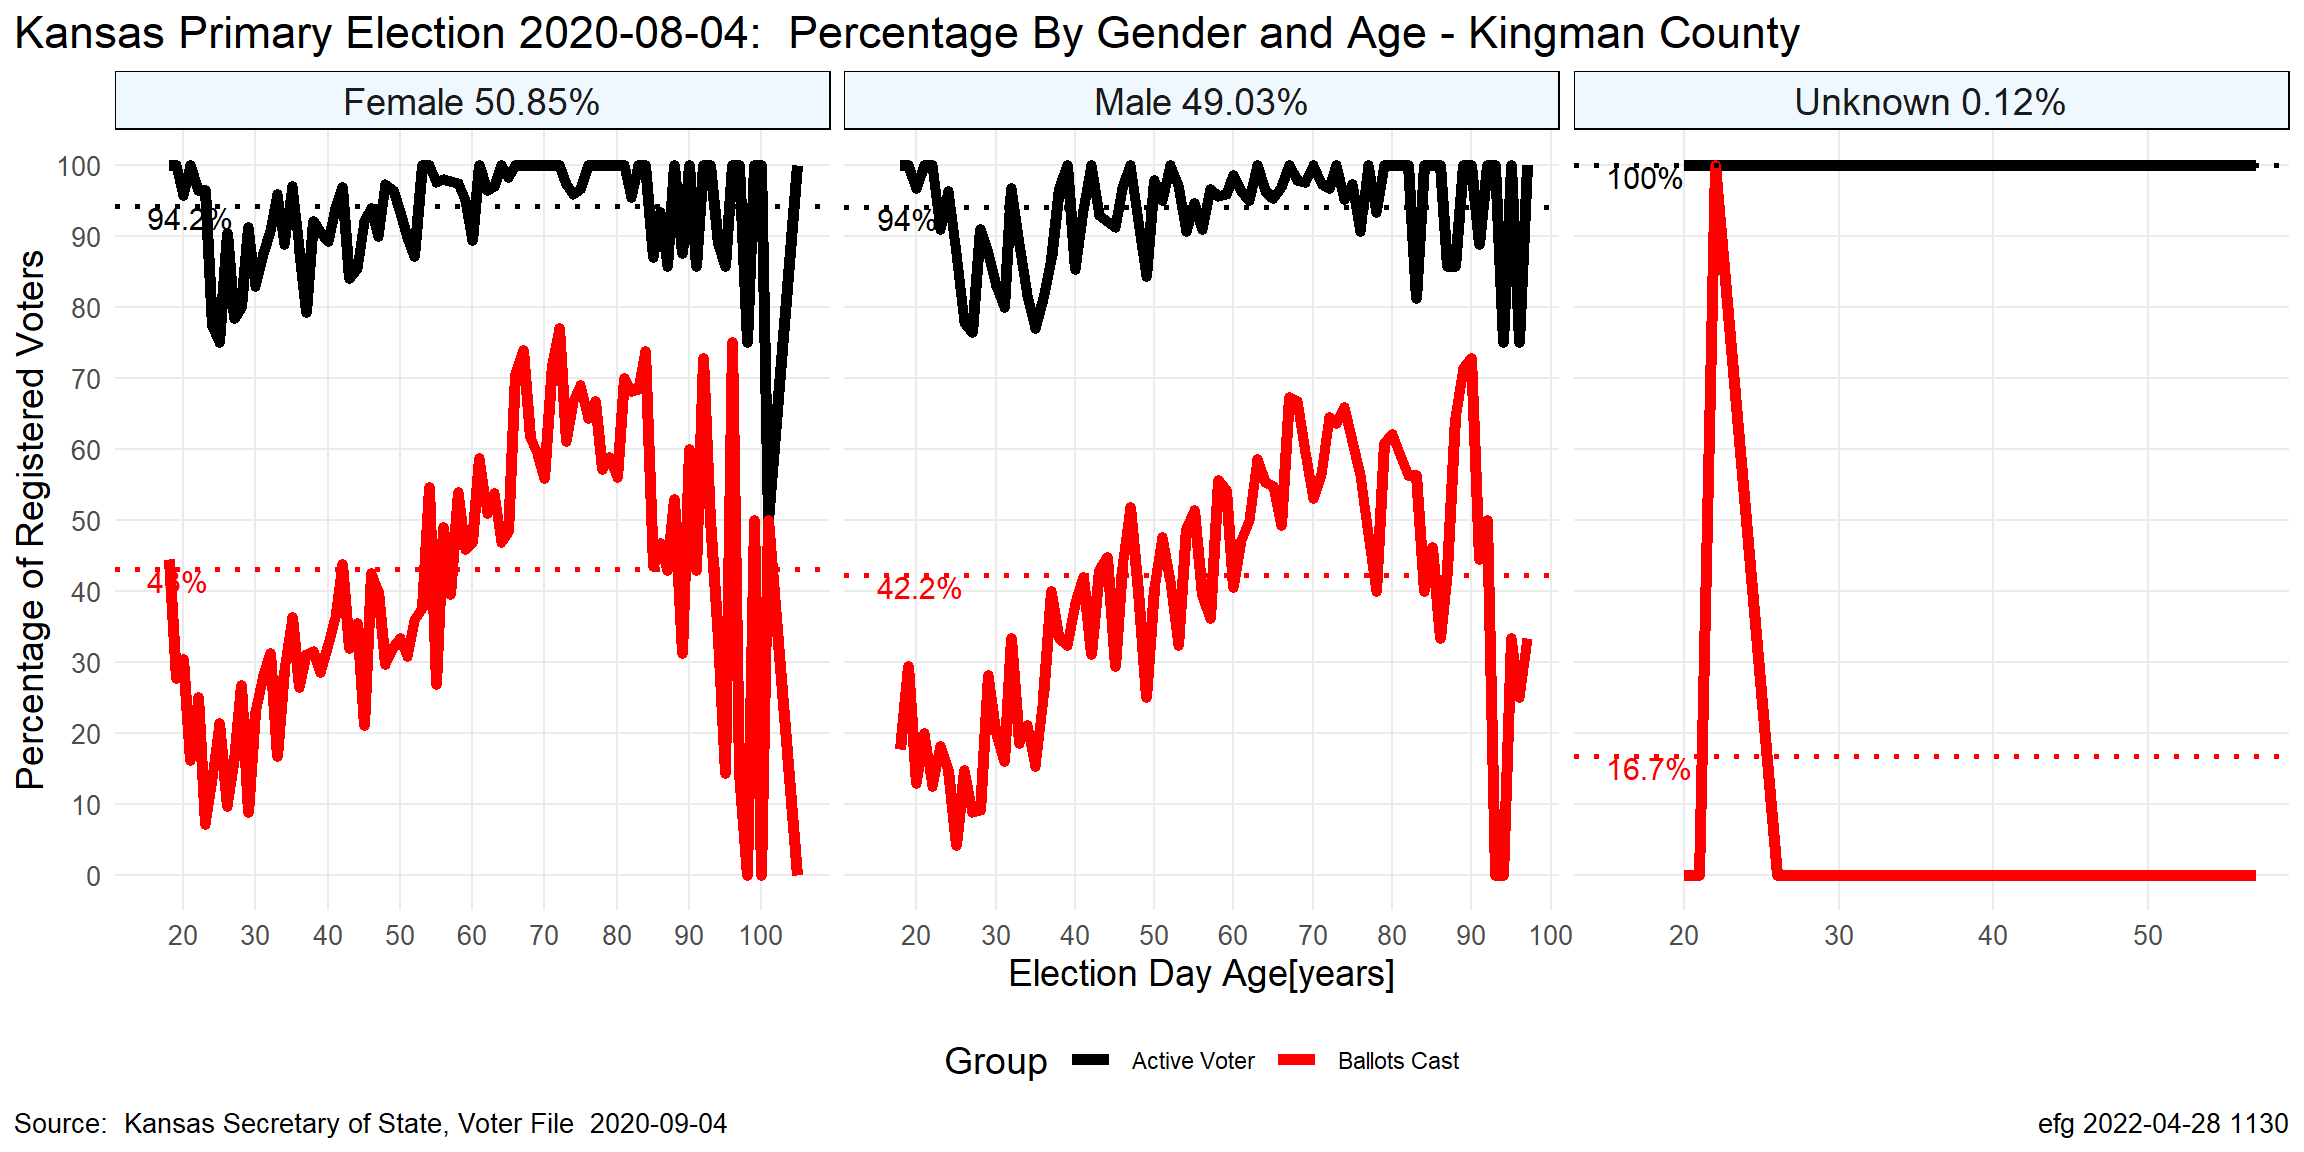 Kansas Primary Election 2020-08-04:  Percentage By Gender and Age - Kingman County
Female 50.85%
Male 49.03%
Unknown 0.12%
Percentage of Registered Voters
100
90
80
70
60
50
40
30
20
10
0
94.2%
43%
94%
42.2%
100%
16.7%
20 30 40 50 60 70 80 90 100
20 30 40 50 60 70 80 90 100
20 30 40 50
Election Day Age[years]
Group Active Voter Ballots Cast
Source:  Kansas Secretary of State, Voter File  2020-09-04
efg 2022-04-28 1130